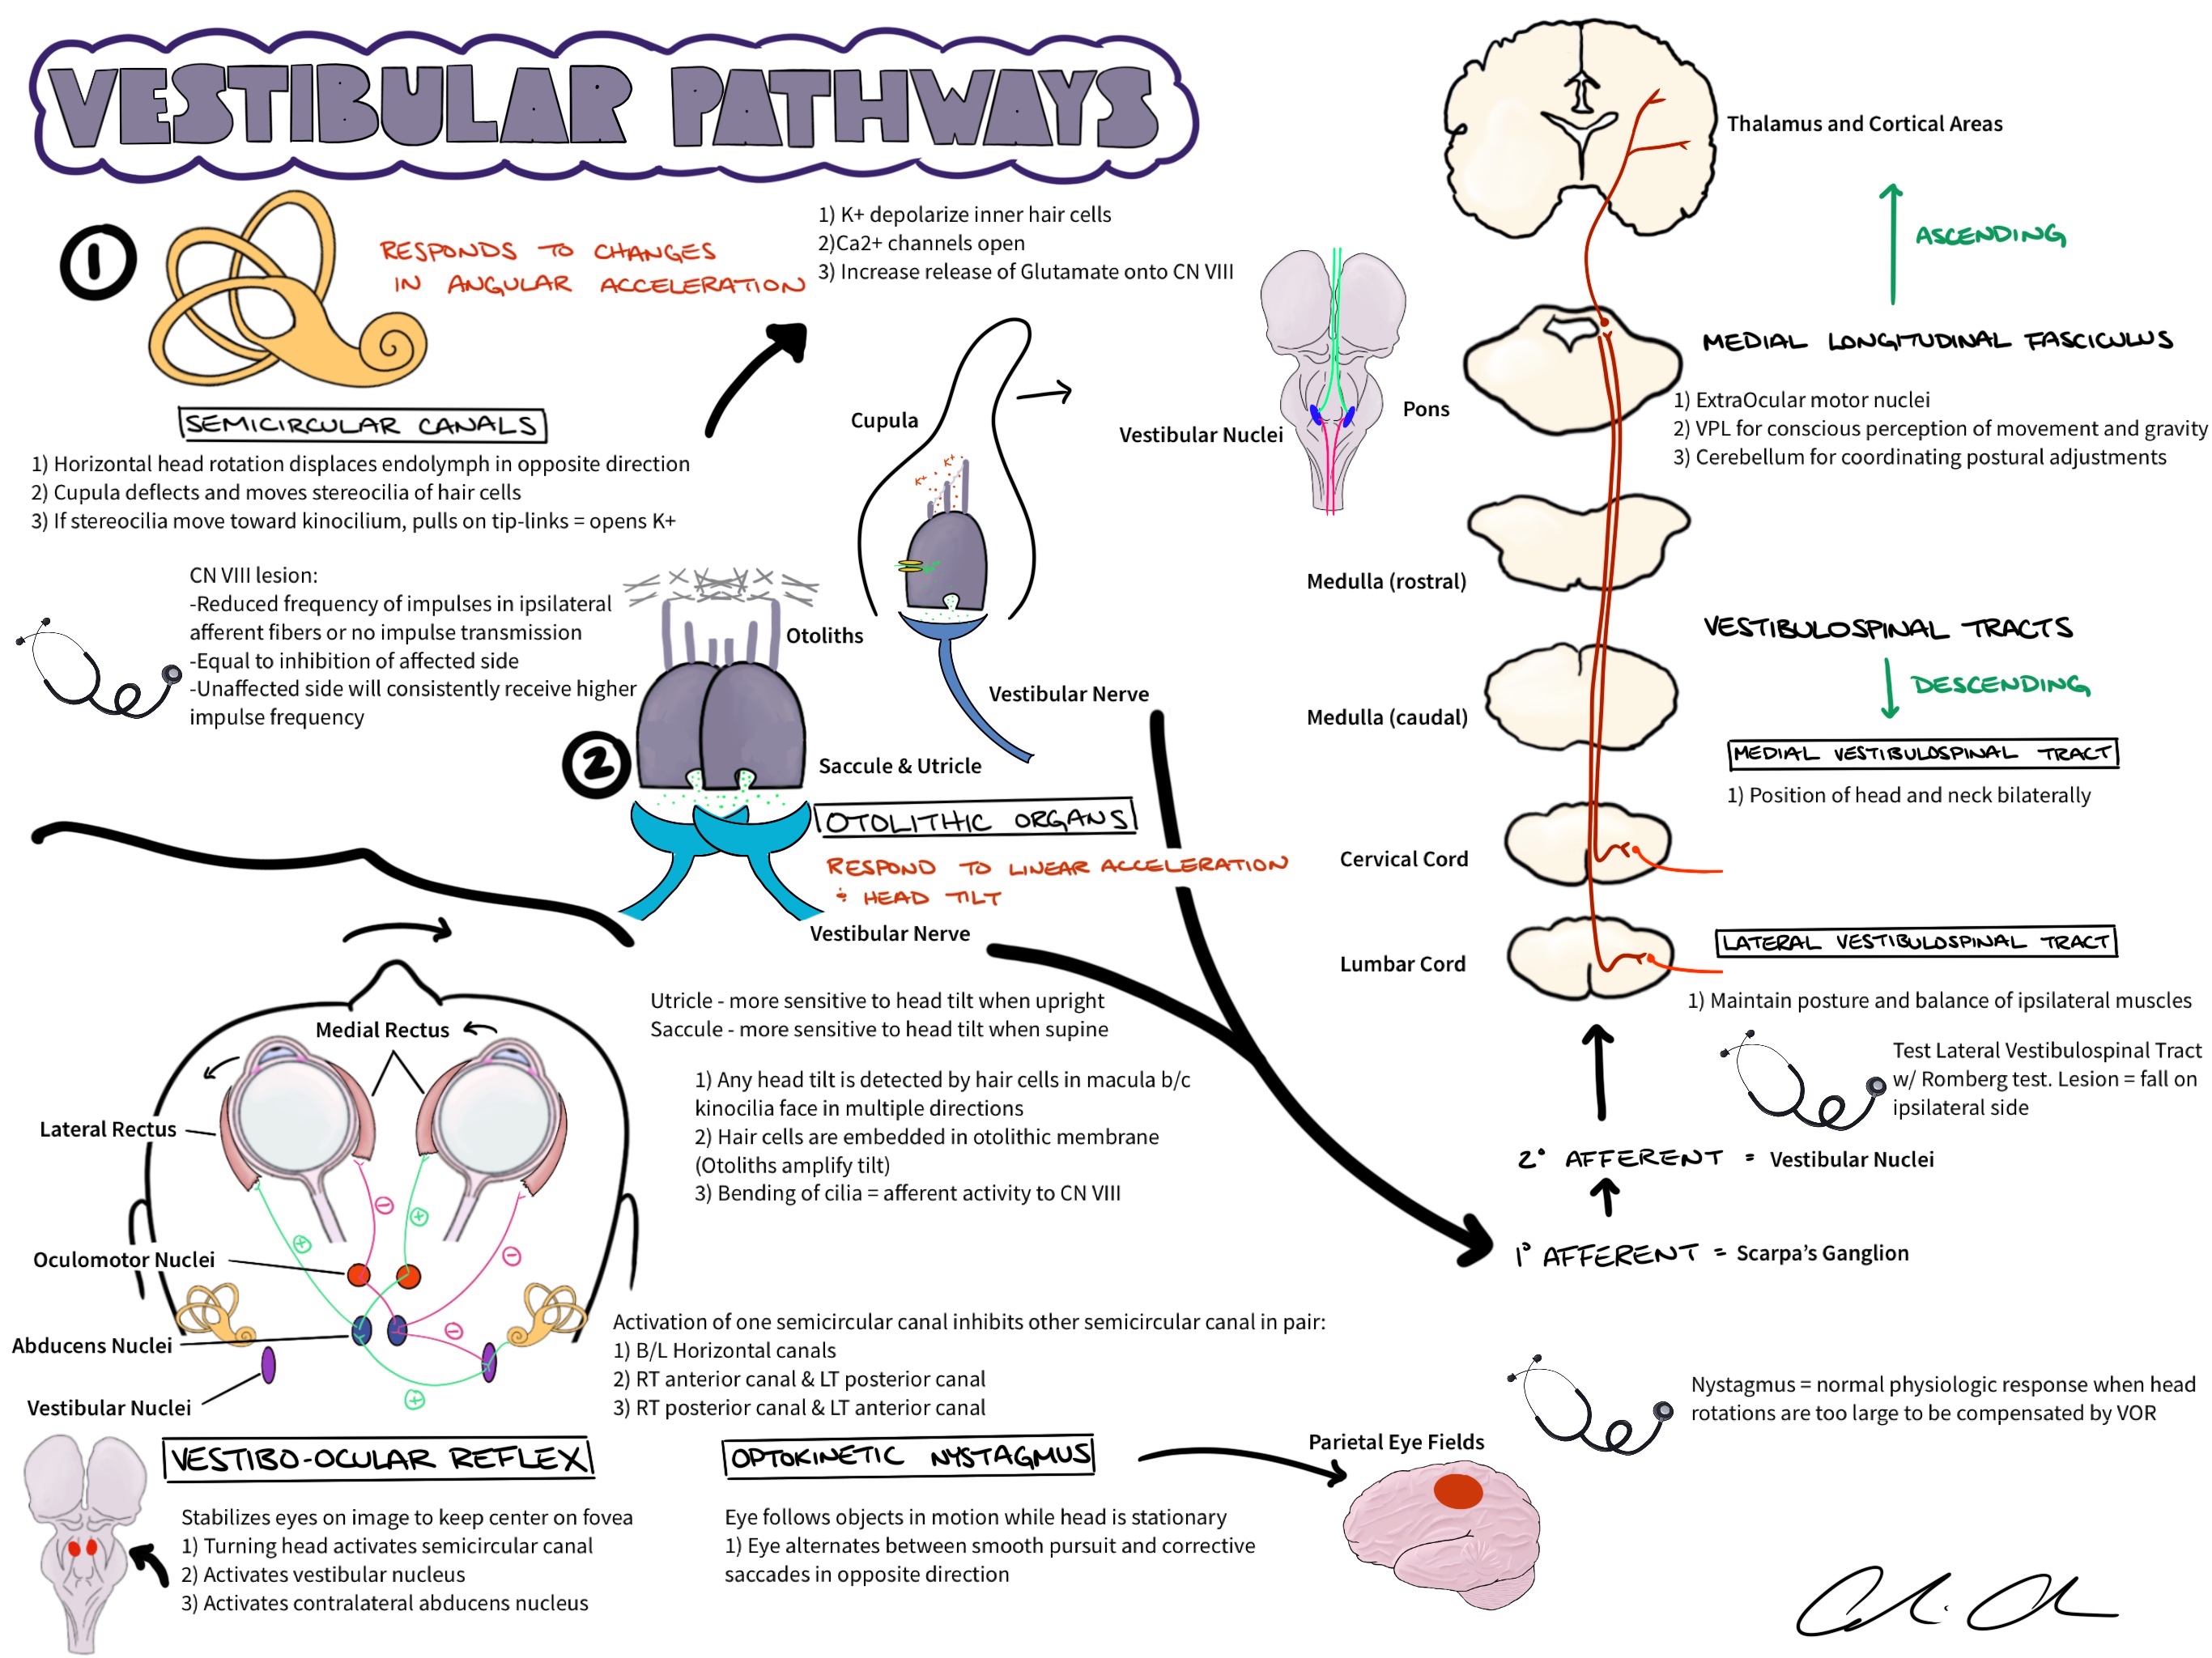 VESTIBULAR PATHWAYS
1
RESPONDS TO CHANGES
IN ANGULAR ACCELERATION
SEMICIRCULAR CANALS
1) Horizontal head rotation displaces endolymph in opposite direction
2) Cupula deflects and moves stereocilia of hair cells
3) If stereocilia move toward kinocilium, pulls on tip-links = opens K+
1) K+ depolarize inner hair cells
2)Ca2+ channels open
3) Increase release of Glutamate onto CN VIII
Cupula
K+
K+
Vestibular Nerve
CN VIII lesion:
-Reduced frequency of impulses in ipsilateral
afferent fibers or no impulse transmission
-Equal to inhibition of affected side
-Unaffected side will consistently receive higher
impulse frequency
2
Otoliths
Saccule & Utricle
OTOLITHIC ORGANS
RESPOND TO LINEAR ACCELERATION
& HEAD TILT
Vestibular Nerve
Utricle - more sensitive to head tilt when upright
Saccule - more sensitive to head tilt when supine
1) Any head tilt is detected by hair cells in macula b/c
kinocilia face in multiple directions
2) Hair cells are embedded in otolithic membrane
(Otoliths amplify tilt)
3) Bending of cilia = afferent activity to CN VIII
Medial Rectus
Lateral Rectus
Oculomotor Nuclei
Abducens Nuclei
Vestibular Nuclei
+
-
+
-
-
+
Activation of one semicircular canal inhibits other semicircular canal in pair:
1) B/L Horizontal canals
2) RT anterior canal & LT posterior canal
3) RT posterior canal & LT anterior canal
VESTIBO-OCULAR REFLEX
Stabilizes eyes on image to keep center on fovea
1) Turning head activates semicircular canal
2) Activates vestibular nucleus
3) Activates contralateral abducens nucleus
OPTOKINETIC NYSTAGMUS
Eye follows objects in motion while head is stationary
1) Eye alternates between smooth pursuit and corrective
saccades in opposite direction
Parietal Eye Fields
Thalamus and Cortical Areas
ASCENDING
MEDIAL LONGITUDINAL FASCICULUS
1) ExtraOcular motor nuclei
2) VPL for conscious perception of movement and gravity
3) Cerebellum for coordinating postural adjustments
Vestibular Nuclei
Pons
Medulla (rostral)
VESTIBULOSPINAL TRACTS
DESCENDING
Medulla (caudal)
MEDIAL VESTIBULOSPINAL TRACT
1) Position of head and neck bilaterally
Cervical Cord
LATERAL VESTIBULOSPINAL TRACT
Lumbar Cord
1) Maintain posture and balance of ipsilateral muscles
Test Lateral Vestibulospinal Tract
w/ Romberg test. Lesion = fall on
ipsilateral side
2° AFFERENT = Vestibular Nuclei
1° AFFERENT = Scarpa's Ganglion
Nystagmus = normal physiologic response when head
rotations are too large to be compensated by VOR